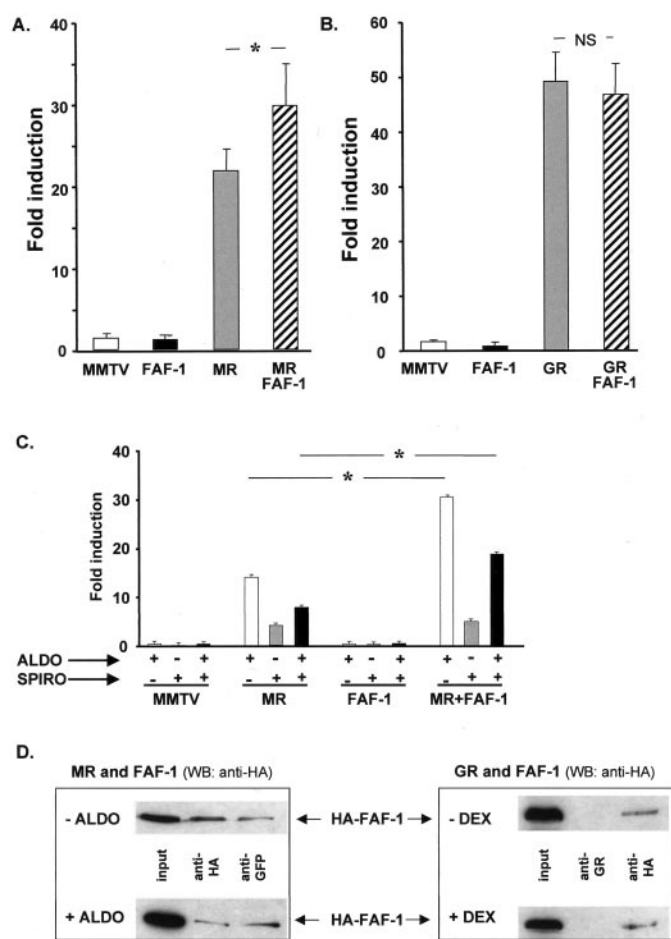 A.
B.
40
30
20
10
0
Fold induction
*
MMTV FAF-1 MR MR FAF-1
60
50
40
30
20
10
0
Fold induction
NS
MMTV FAF-1 GR GR FAF-1
C.
40
30
20
10
0
Fold induction
*
*
ALDO + - + + - + + - + + - +
SPIRO - + + - + + - + + - + +
MMTV MR FAF-1 MR+FAF-1
D.
MR and FAF-1 (WB: anti-HA)
GR and FAF-1 (WB: anti-HA)
- ALDO
HA-FAF-1
- DEX
input anti-HA anti-GFP
input anti-GR anti-HA
+ ALDO
HA-FAF-1
+ DEX